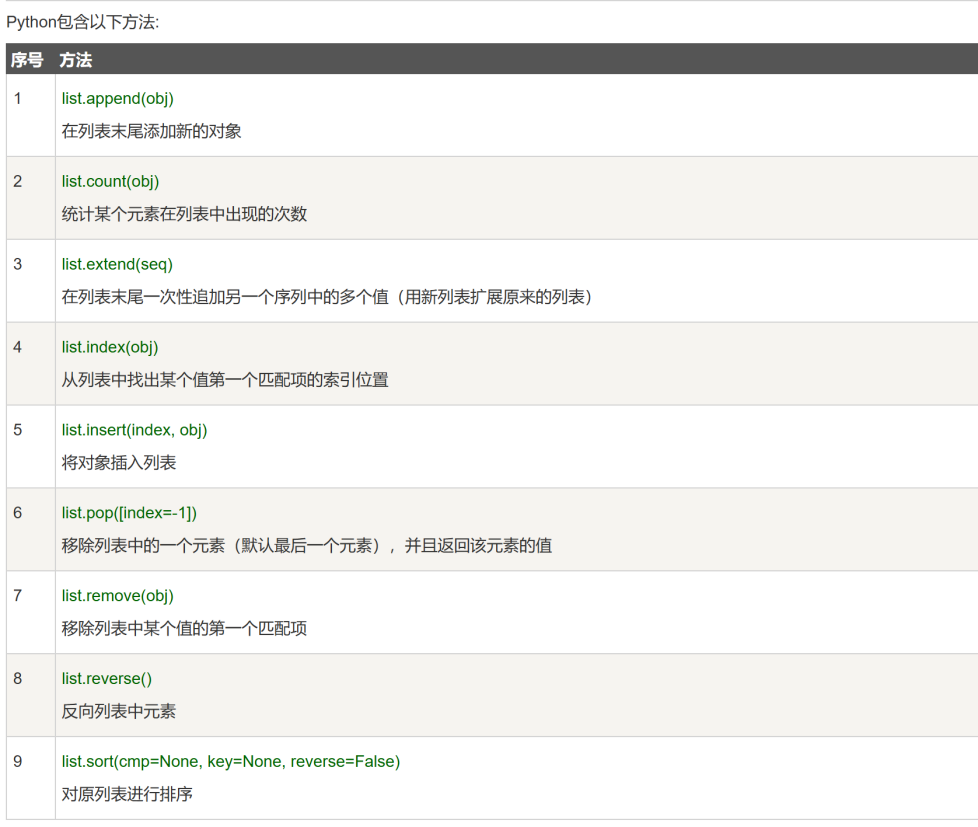 Python包含以下方法:
序号 方法
1 list.append(obj)
在列表末尾添加新的对象
2 list.count(obj)
统计某个元素在列表中出现的次数
3 list.extend(seq)
在列表末尾一次性追加另一个序列中的多个值（用新列表扩展原来的列表）
4 list.index(obj)
从列表中找出某个值第一个匹配项的索引位置
5 list.insert(index, obj)
将对象插入列表
6 list.pop([index=-1])
移除列表中的一个元素（默认最后一个元素），并且返回该元素的值
7 list.remove(obj)
移除列表中某个值的第一个匹配项
8 list.reverse()
反向列表中元素
9 list.sort(cmp=None, key=None, reverse=False)
对原列表进行排序